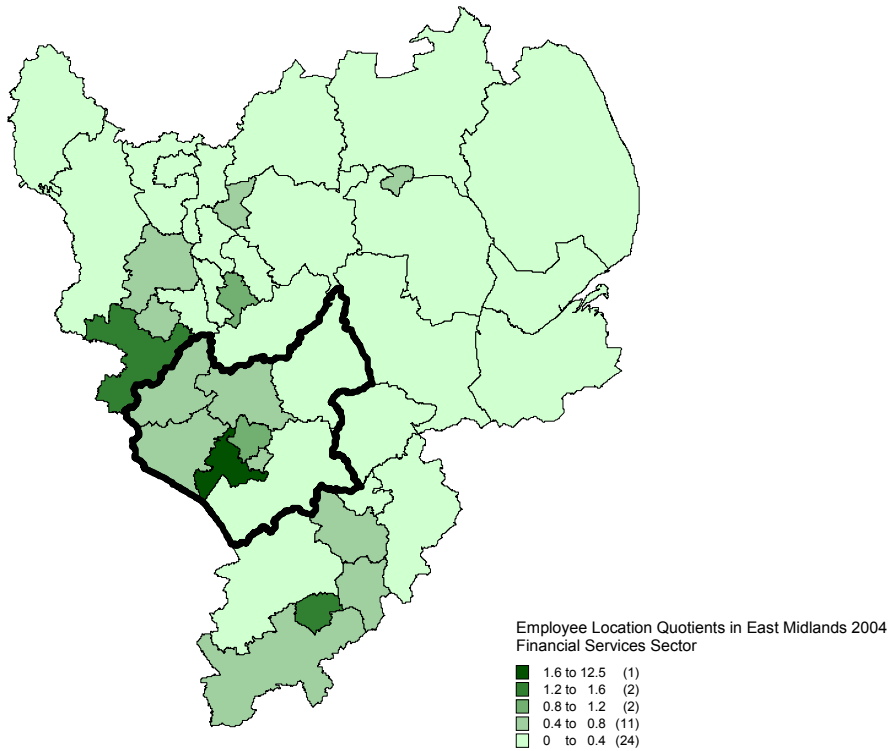 Employee Location Quotients in East Midlands 2004
Financial Services Sector
1.6 to 12.5 (1)
1.2 to 1.6 (2)
0.8 to 1.2 (2)
0.4 to 0.8 (11)
0 to 0.4 (24)